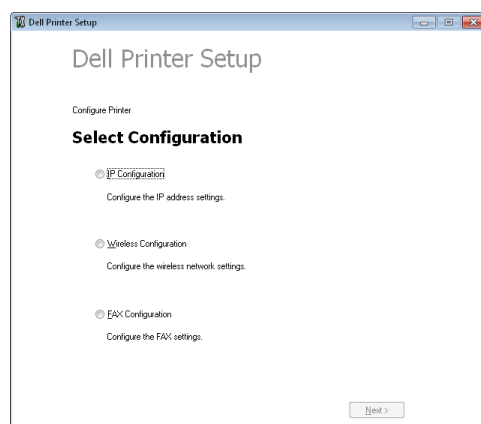 Dell Printer Setup
Dell Printer Setup
Configure Printer
Select Configuration
IP Configuration
Configure the IP address settings.
Wireless Configuration
Configure the wireless network settings.
FAX Configuration
Configure the FAX settings.
Next >